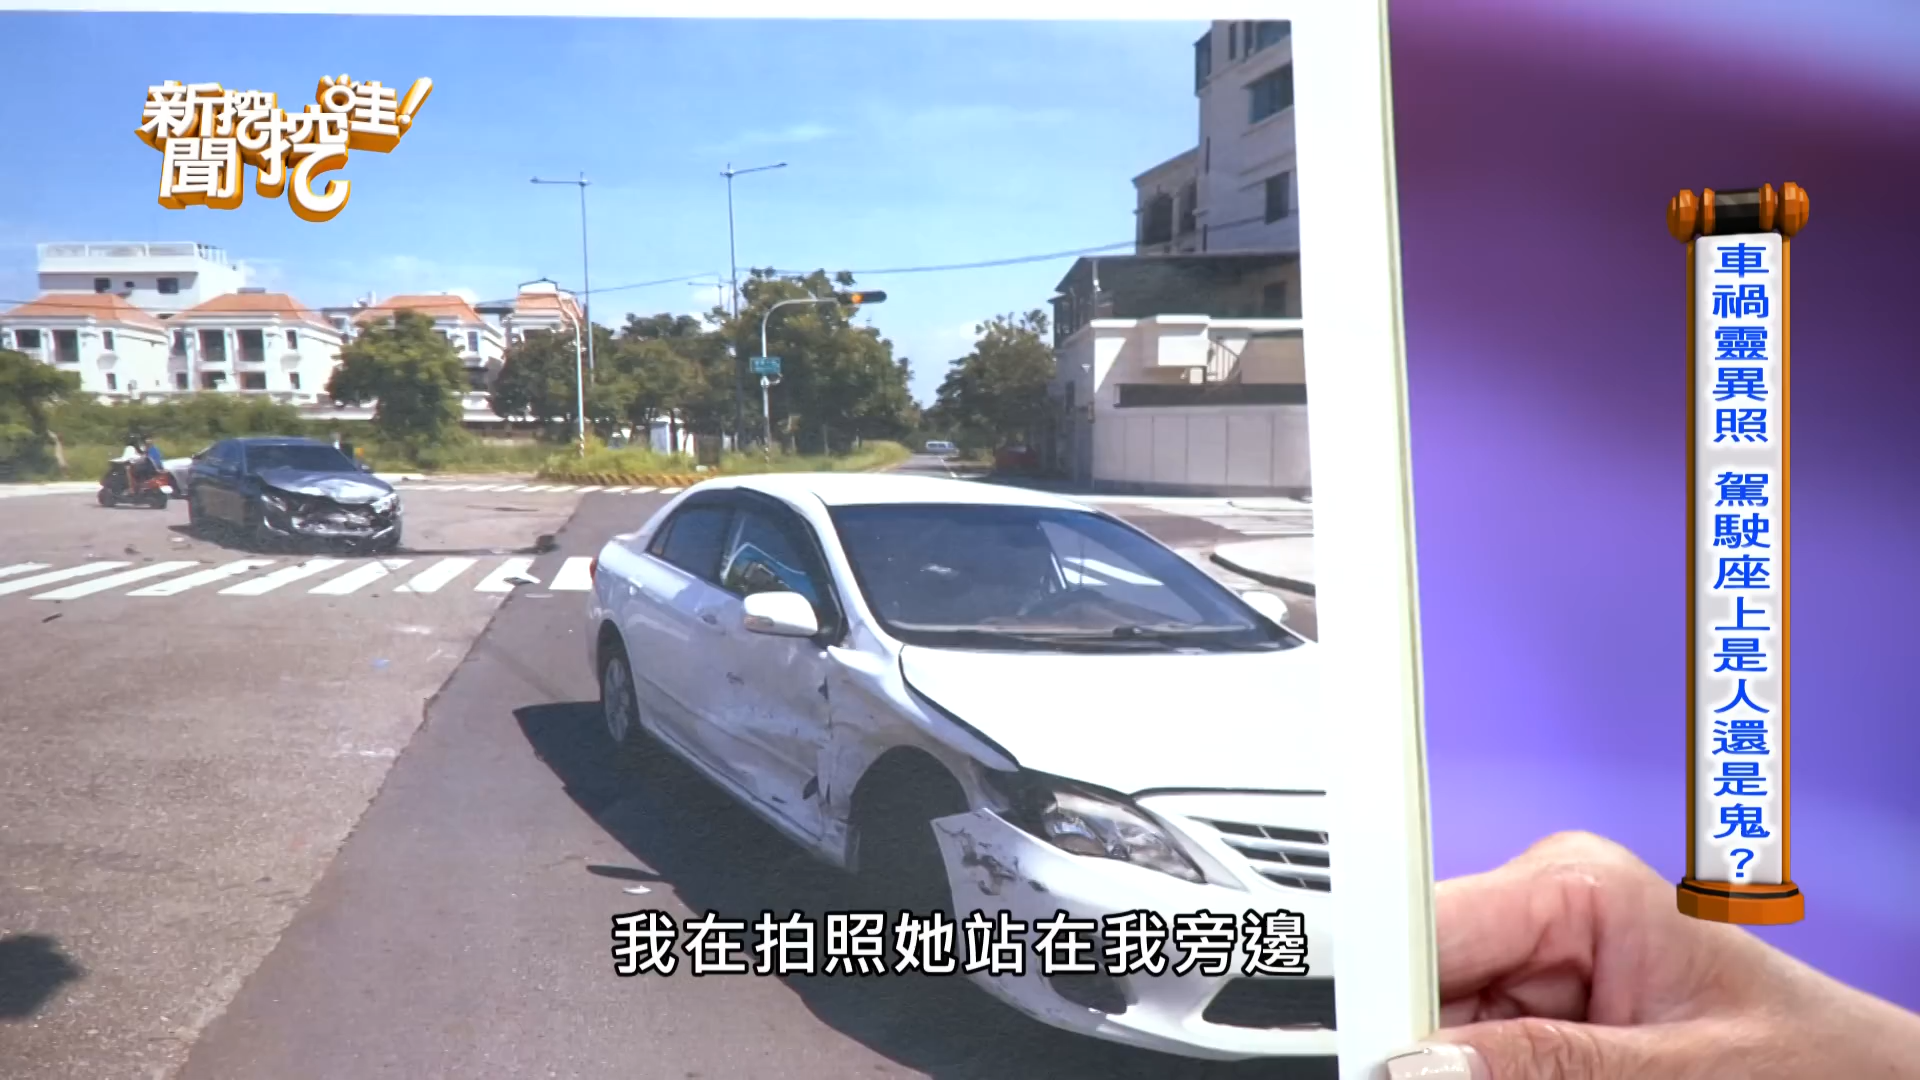 新聞挖挖哇!
車禍靈異照 駕駛座上是人還是鬼?
我在拍照她站在我旁邊